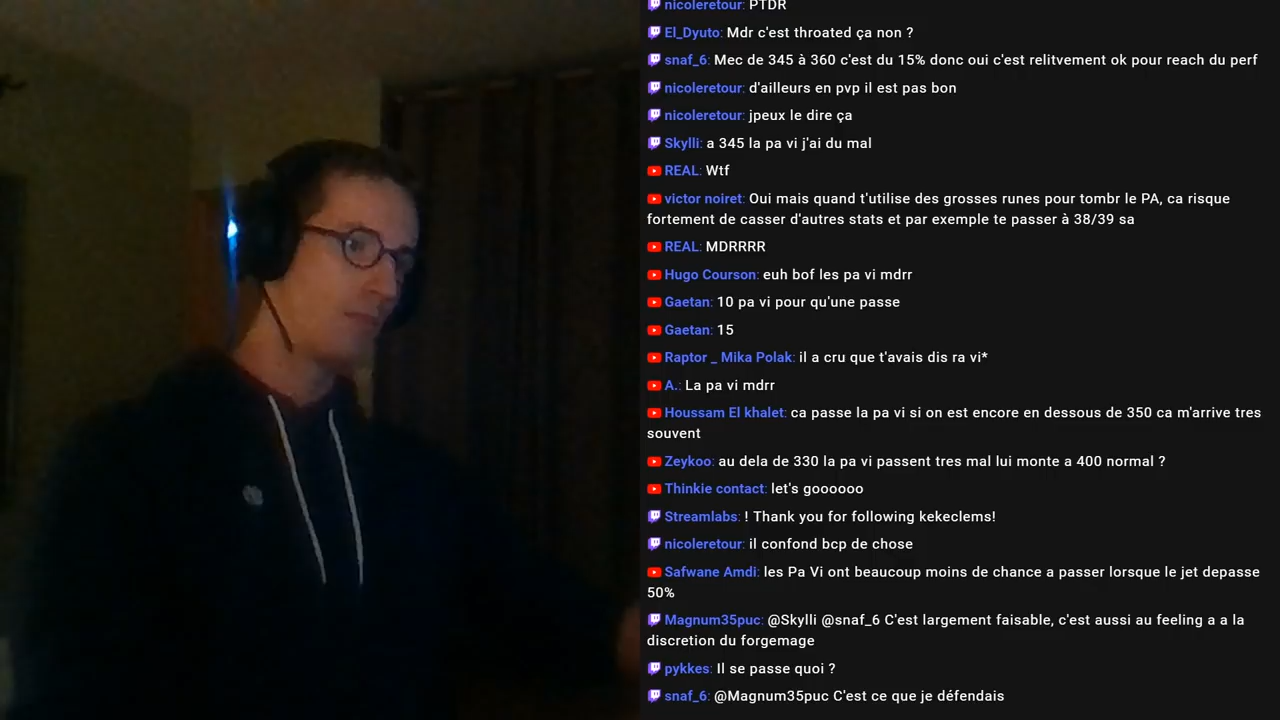 nicoleretour: PTDR
El_Dyuto: Mdr c'est throated ça non ?
snaf_6: Mec de 345 à 360 c'est du 15% donc oui c'est relitvement ok pour reach du perf
nicoleretour: d'ailleurs en pvp il est pas bon
nicoleretour: jpeux le dire ça
Skylli: a 345 la pa vi j'ai du mal
REAL: Wtf
victor noiret: Oui mais quand t'utilise des grosses runes pour tombr le PA, ca risque
fortement de casser d'autres stats et par exemple te passer à 38/39 sa
REAL: MDRRRR
Hugo Courson: euh bof les pa vi mdrr
Gaetan: 10 pa vi pour qu'une passe
Gaetan: 15
Raptor _ Mika Polak: il a cru que t'avais dis ra vi*
A.: La pa vi mdrr
Houssam El khalet: ca passe la pa vi si on est encore en dessous de 350 ca m'arrive tres
souvent
Zeykoo: au dela de 330 la pa vi passent tres mal lui monte a 400 normal ?
Thinkie contact: let's goooooo
Streamlabs: ! Thank you for following kekeclems!
nicoleretour: il confond bcp de chose
Safwane Amdi: les Pa Vi ont beaucoup moins de chance a passer lorsque le jet depasse
50%
Magnum35puc: @Skylli @snaf_6 C'est largement faisable, c'est aussi au feeling a a la
discretion du forgemage
pykkes: Il se passe quoi ?
snaf_6: @Magnum35puc C'est ce que je défendais